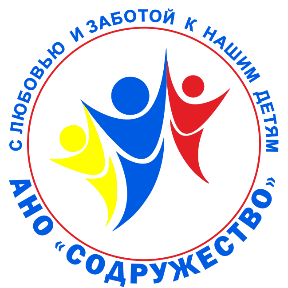 С ЛЮБОВЬЮ И ЗАБОТОЙ К НАШИМ ДЕТЯМ
АНО «СОДРУЖЕСТВО»